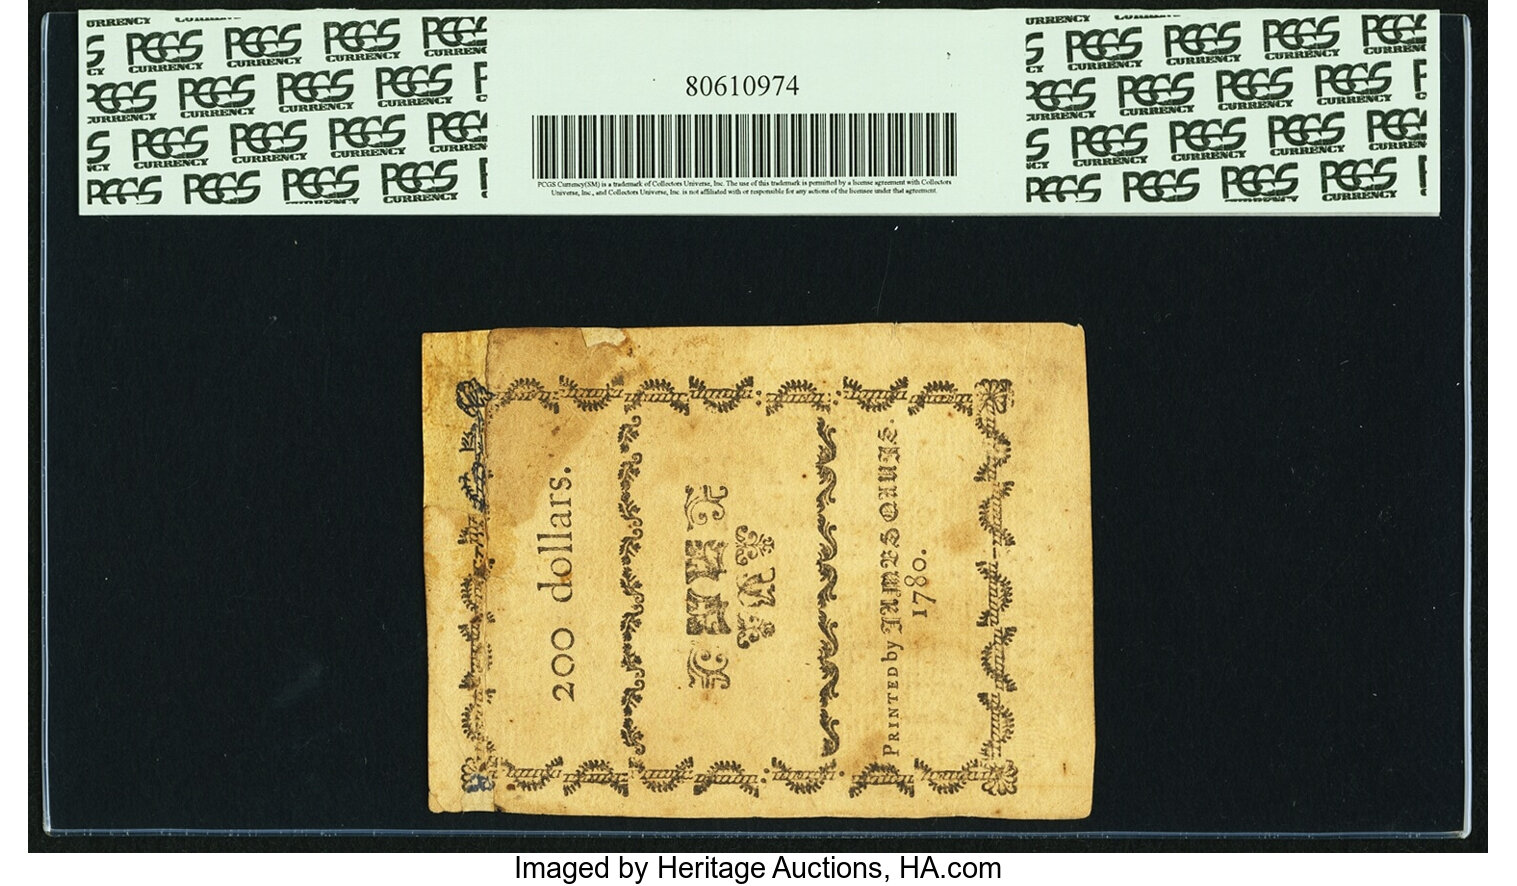 PCGS CURRENCY
80610974
PCGS Currency(SM) is a trademark of Collectors Universe, Inc. The use of this trademark is permitted by a license agreement with Collectors
Universe, Inc., and Collectors Universe, Inc. is not affiliated with or responsible for any actions of the licensee under that agreement.
200 dollars.
PRINTED by JAMES
1780.
Imaged by Heritage Auctions, HA.com